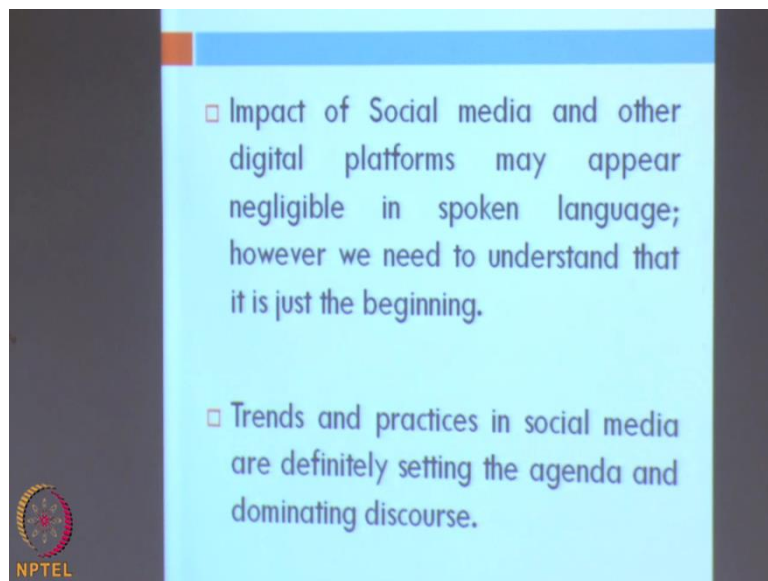 Impact of Social media and other
digital platforms may appear
negligible in spoken language;
however we need to understand that
it is just the beginning.
Trends and practices in social media
are definitely setting the agenda and
dominating discourse.
NPTEL